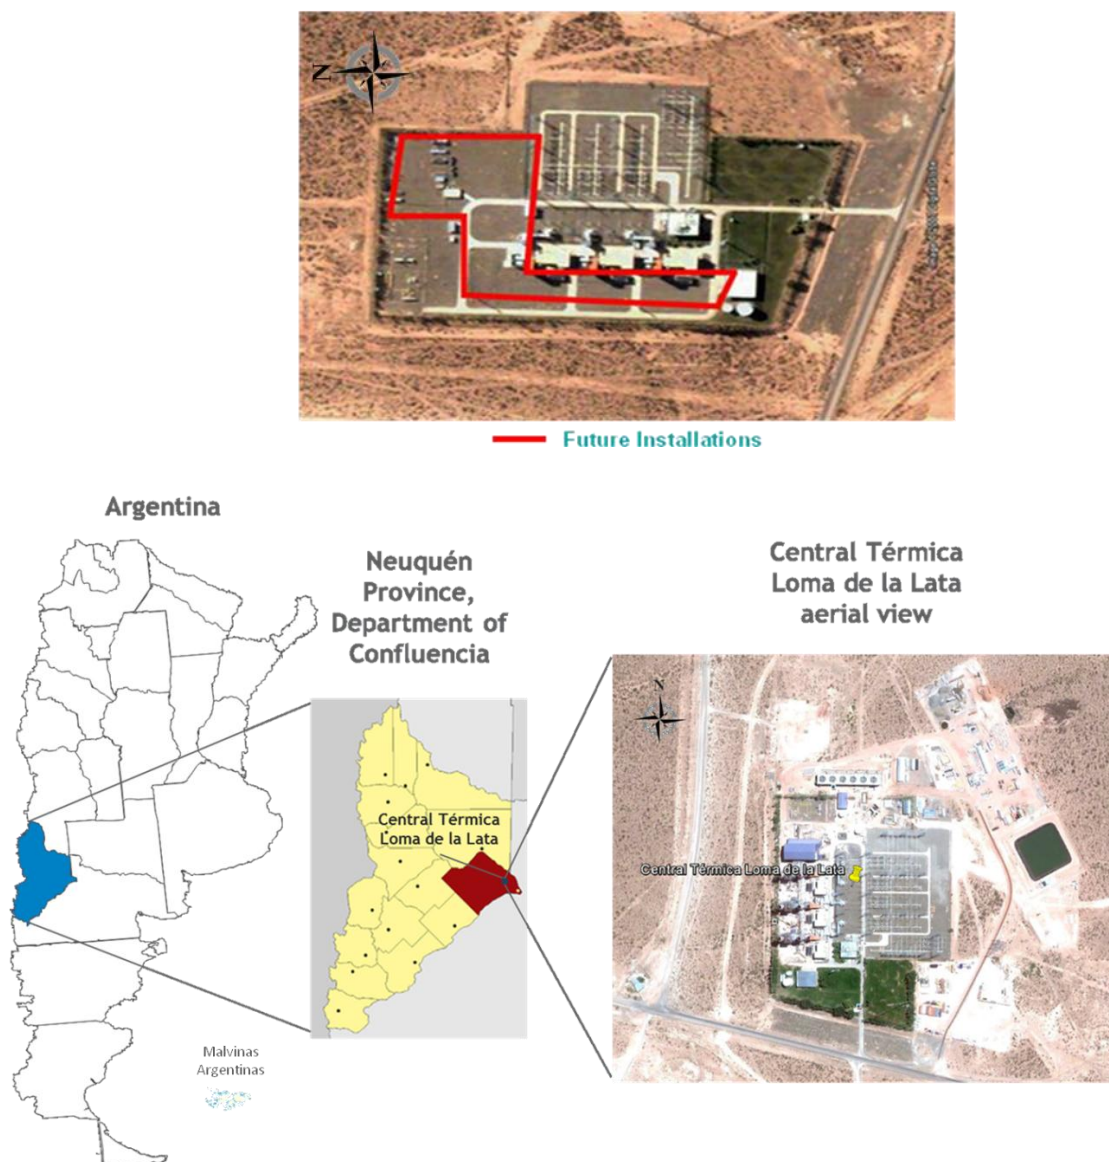 N
Future Installations
Argentina
Neuquén
Province,
Department of
Confluencia
Central Térmica
Loma de la Lata
aerial view
Central Térmica
Loma de la Lata
N
Central Térmica Loma de la Lata
Malvinas
Argentinas